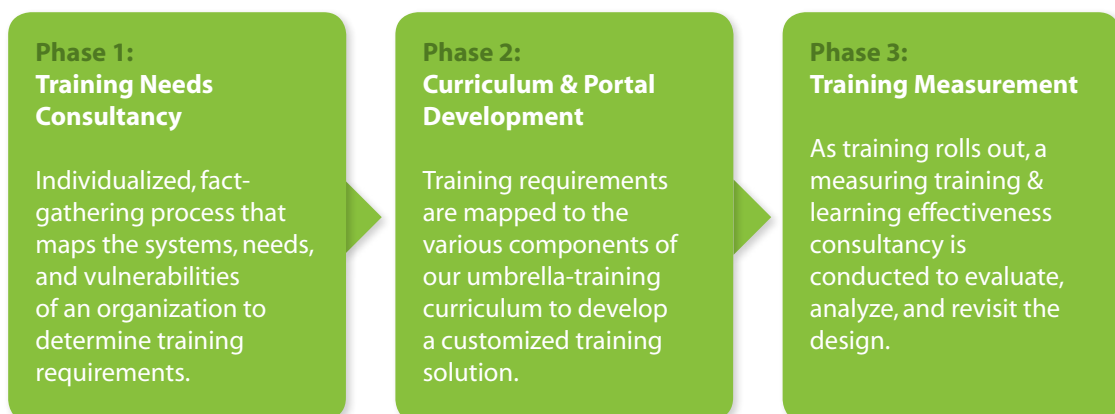 Phase 1:
Training Needs
Consultancy
Individualized, fact-
gathering process that
maps the systems, needs,
and vulnerabilities
of an organization to
determine training
requirements.
Phase 2:
Curriculum & Portal
Development
Training requirements
are mapped to the
various components of
our umbrella-training
curriculum to develop
a customized training
solution.
Phase 3:
Training Measurement
As training rolls out, a
measuring training &
learning effectiveness
consultancy is
conducted to evaluate,
analyze, and revisit the
design.